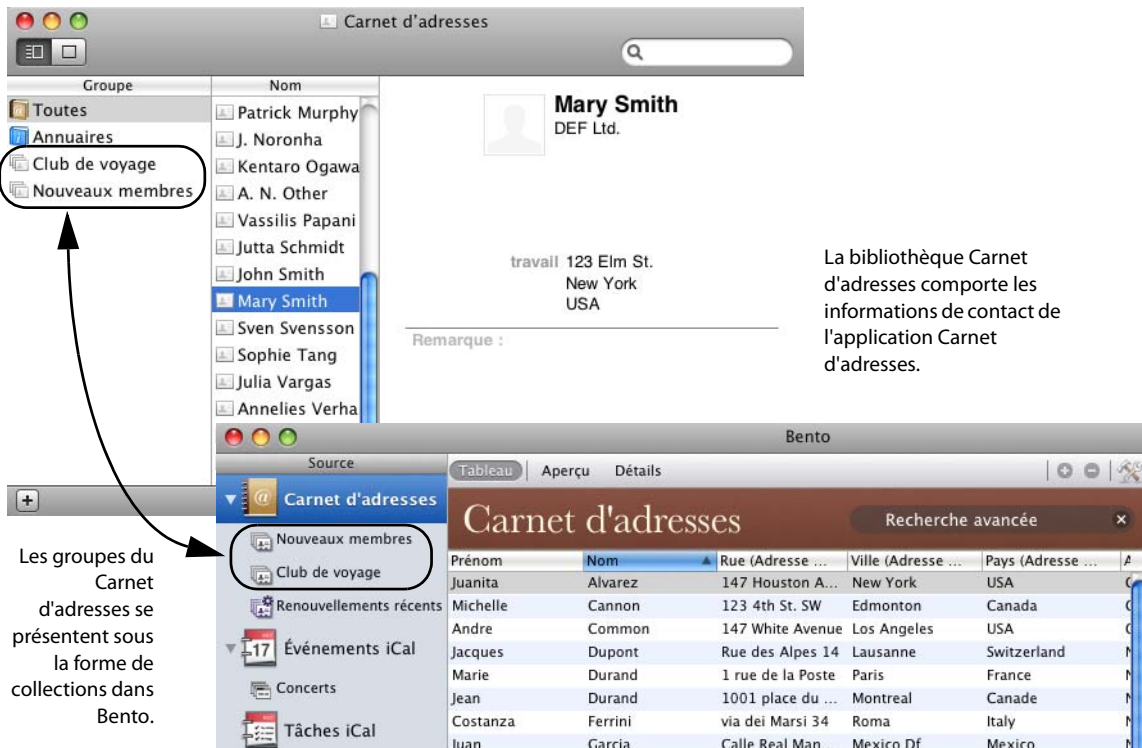 Carnet d'adresses
Groupe
Nom
Toutes
Annuaires
Club de voyage
Nouveaux membres
Patrick Murphy
J. Noronha
Kentaro Ogawa
A. N. Other
Vassilis Papani
Jutta Schmidt
John Smith
Mary Smith
Sven Svensson
Sophie Tang
Julia Vargas
Annelies Verha
Mary Smith
DEF Ltd.
travail 123 Elm St.
New York
USA
Remarque :
La bibliothèque Carnet
d'adresses comporte les
informations de contact de
l'application Carnet
d'adresses.
Les groupes du
Carnet
d'adresses se
présentent sous
la forme de
collections dans
Bento.
Bento
Source
Tableau Aperçu Détails
Carnet d'adresses
Nouveaux membres
Club de voyage
Renouvellements récents
17 Événements iCal
Concerts
Tâches iCal
Carnet d'adresses
Recherche avancée
Prénom Nom Rue (Adresse ... Ville (Adresse ... Pays (Adresse ...
Juanita Alvarez 147 Houston A... New York USA
Michelle Cannon 123 4th St. SW Edmonton Canada
Andre Common 147 White Avenue Los Angeles USA
Jacques Dupont Rue des Alpes 14 Lausanne Switzerland
Marie Durand 1 rue de la Poste Paris France
Jean Durand 1001 place du ... Montreal Canade
Costanza Ferrini via dei Marsi 34 Roma Italy
Juan Garcia Calle Real Man... Mexico Df Mexico